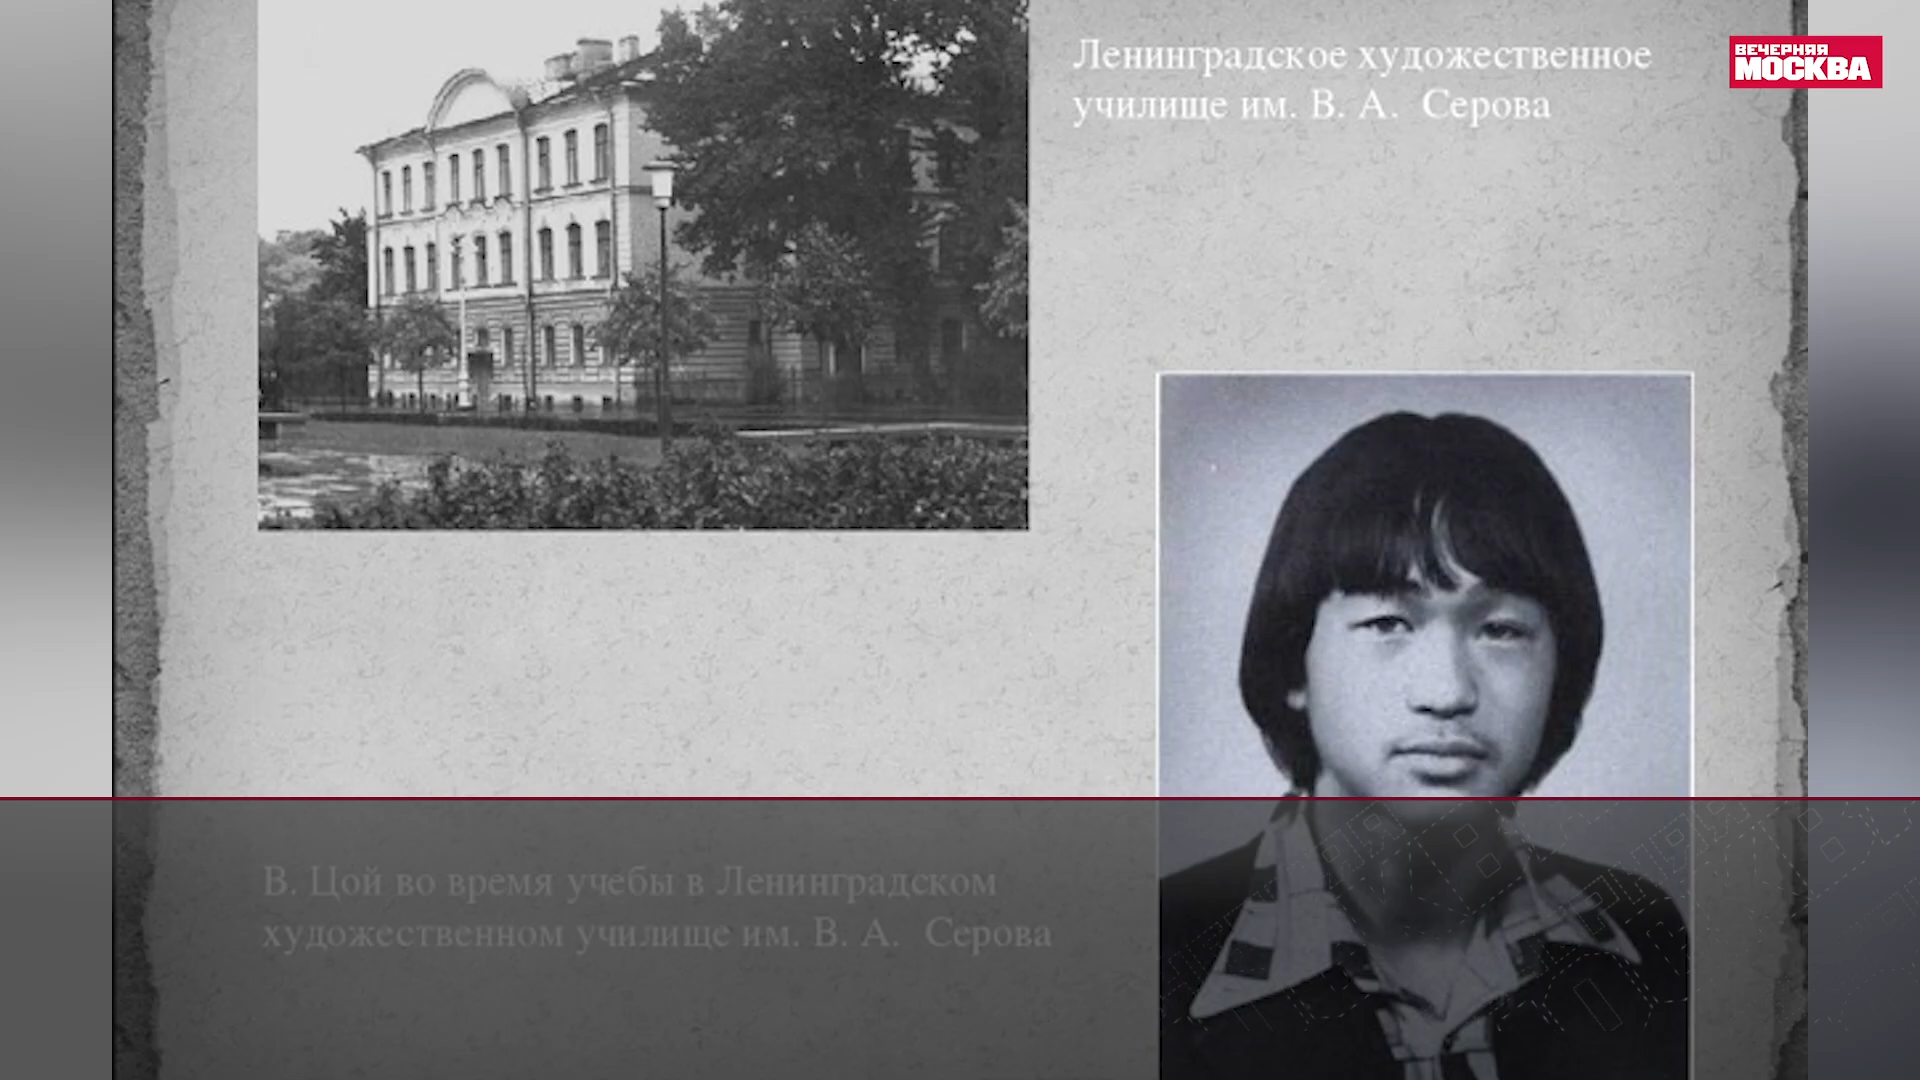 Ленинградское художественное
училище им. В. А. Серова
ВЕЧЕРНЯЯ
МОСКВА
В. Цой во время учебы в Ленинградском
художественном училище им. В. А. Серова